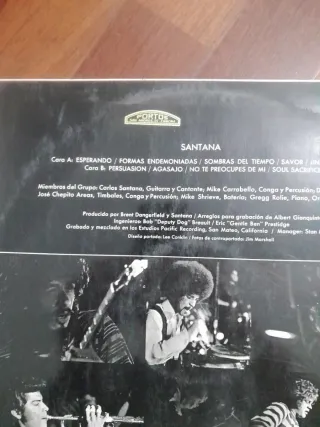 PORTOS
SANTANA
Cara A: ESPERANDO / FORMAS ENDEMONIADAS / SOMBRAS DEL TIEMPO / SAVOR /
Cara B: PERSUASION / AGASAJO / NO TE PREOCUPES DE MI / SOUL SACRIFICE
Miembros del Grupo: Carlos Santana, Guitarra y Cantante; Mike Carrabello, Conga y Percusión;
José Chepito Areas, Timbales, Conga y Percusión; Mike Shrieve, Batería; Gregg Rolie, Piano,
Producido por Brent Dangerfield y Santana / Arreglos para grabación de Albert Gianquinto
Ingenieros: Bob "Deputy Dog" Breault / Eric "Gentle Ben" Prestidge
Grabado y mezclado en los Estudios Pacific Recording, San Mateo, California / Manager: Stan
Diseño portada: Lee Conklin / Fotos de contraportada: Jim Marshall